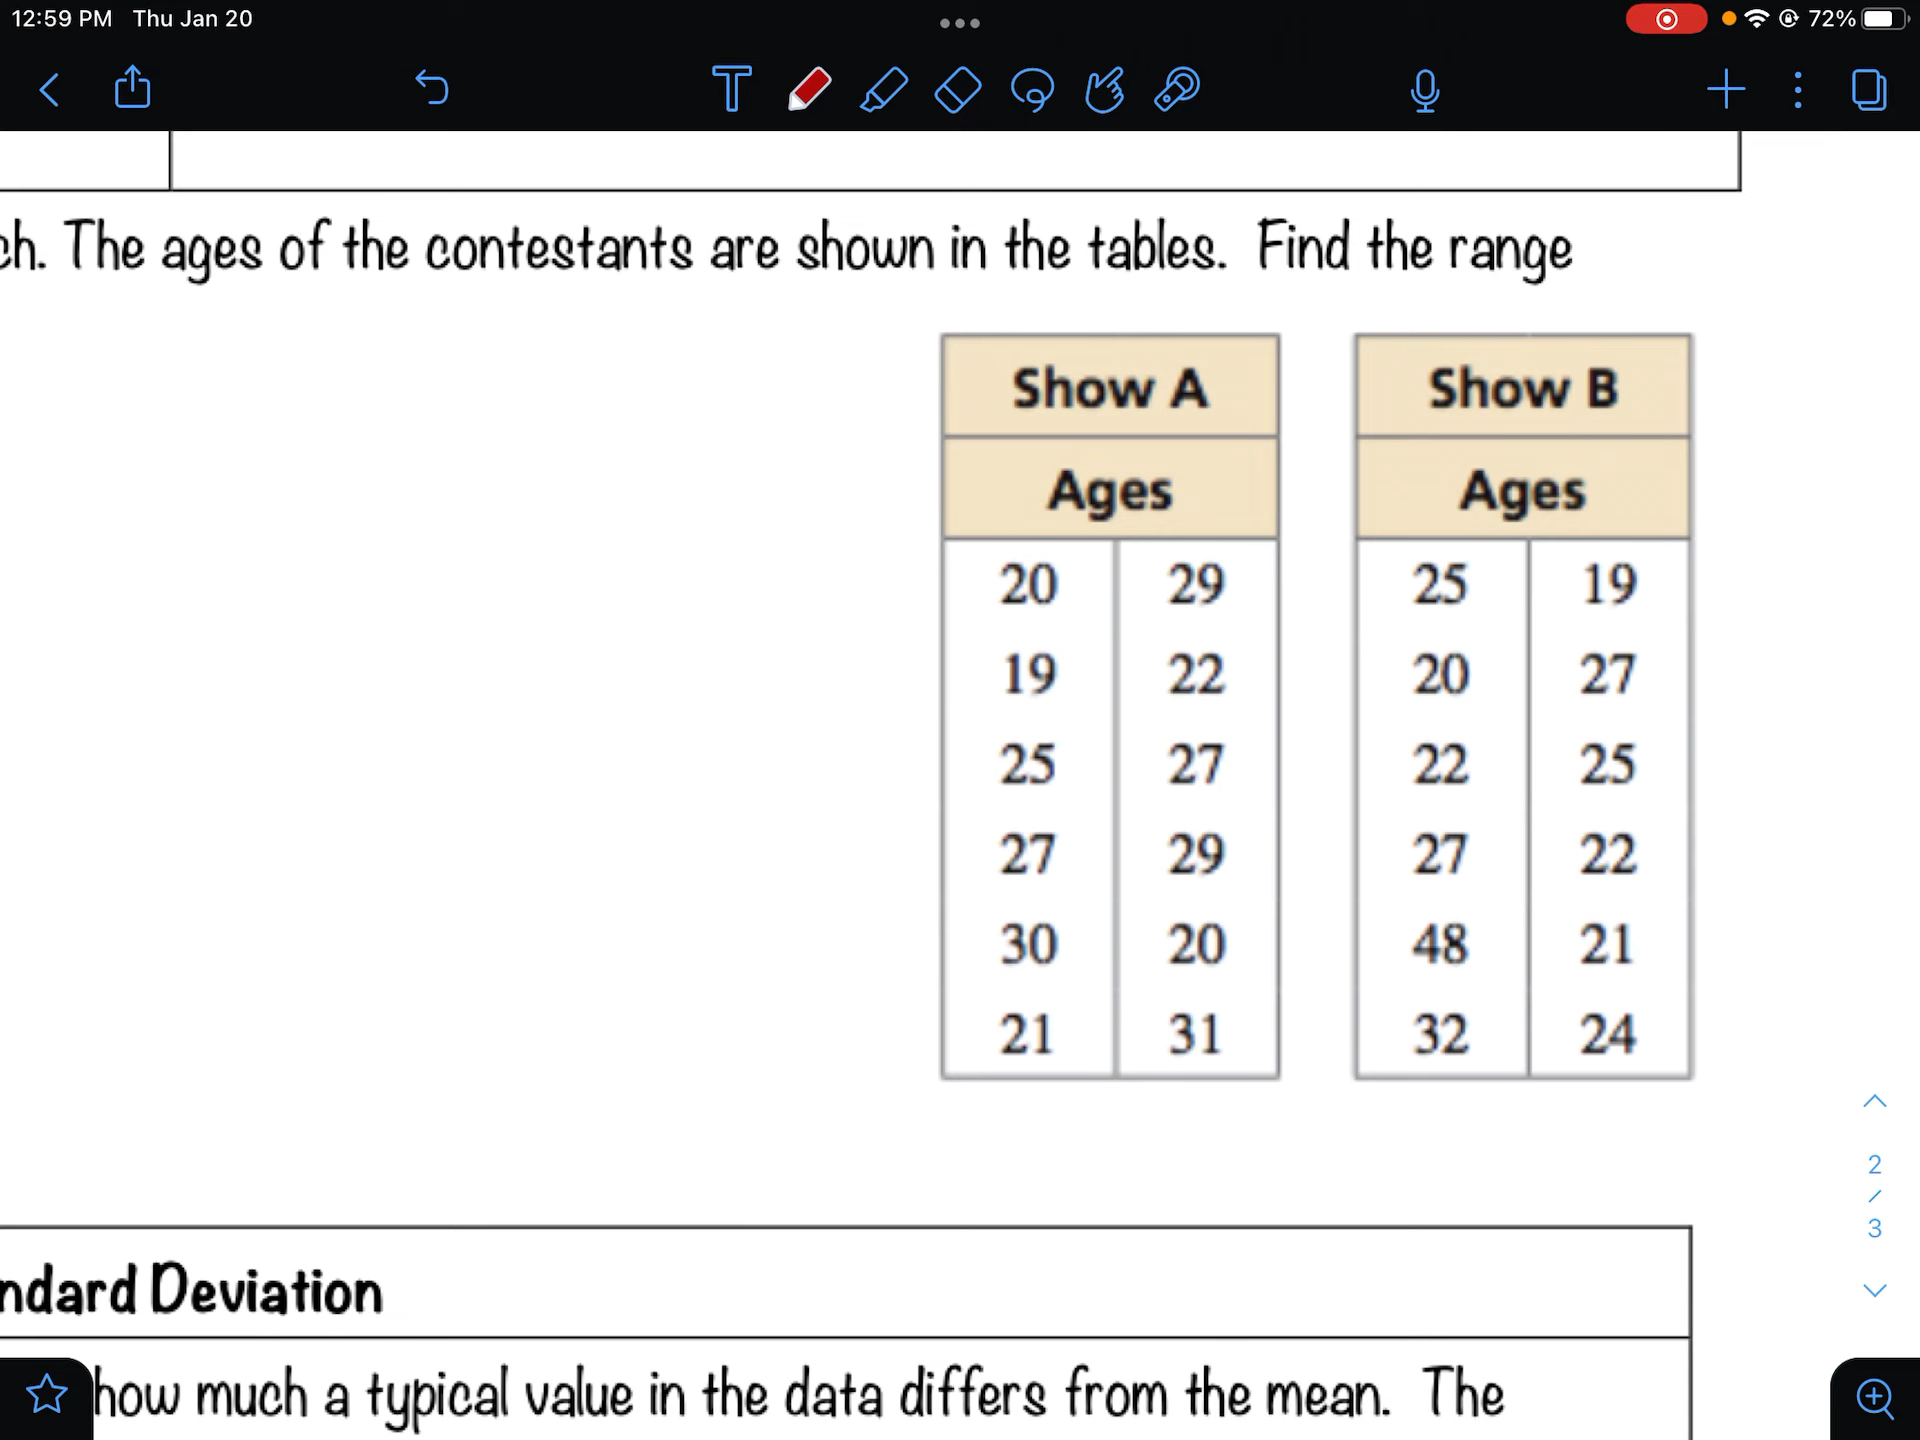 12:59 PM Thu Jan 20
72%
ch. The ages of the contestants are shown in the tables. Find the range
Show A
Ages
20 29
19 22
25 27
27 29
30 20
21 31
Show B
Ages
25 19
20 27
22 25
27 22
48 21
32 24
2
/
3
ndard Deviation
how much a typical value in the data differs from the mean. The